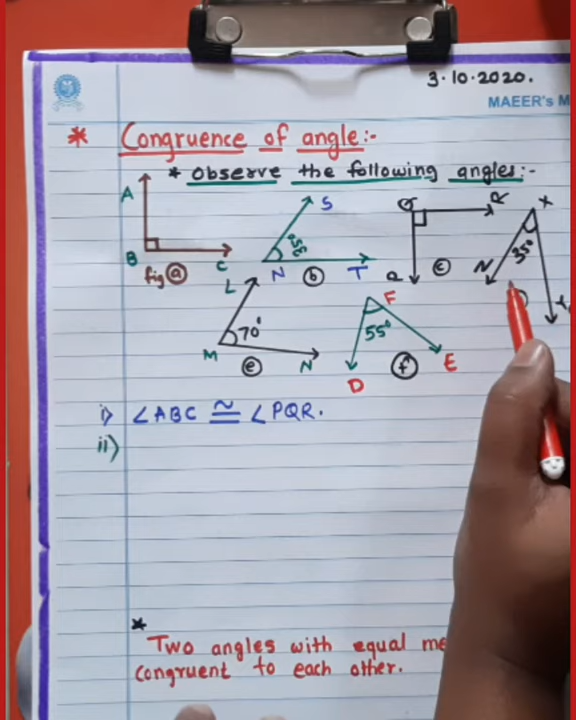 3.10.2020.
MAEER's M
* Congruence of angle:-
* Observe the following angles:-
A
B
C
fig ⓐ
S
35°
N
T
ⓑ
R
ⓒ
X
35°
N
L
70°
M
N
ⓔ
F
55°
D
E
ⓕ
i) ∠ABC ≅ ∠PQR.
ii)
*
Two angles with equal me
congruent to each other.